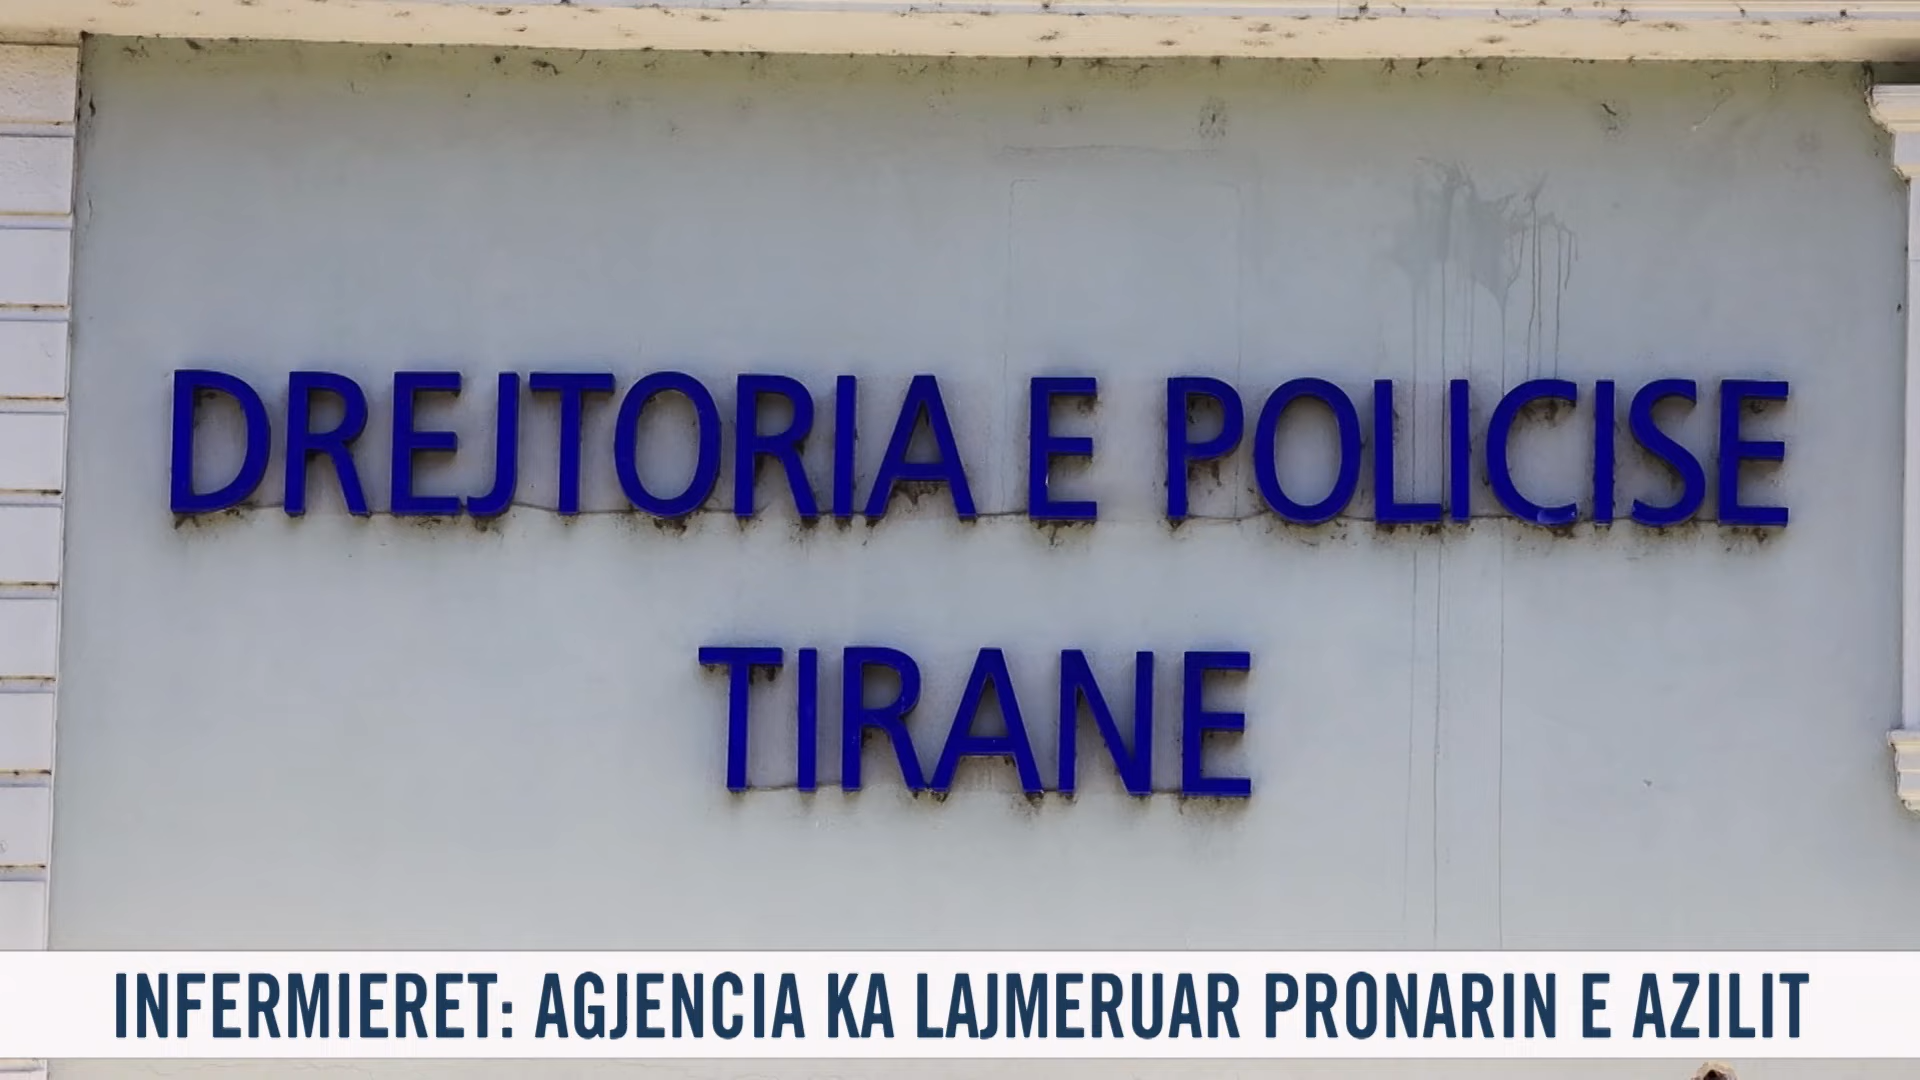 DREJTORIA E POLICISE
TIRANE
INFERMIERET: AGJENCIA KA LAJMERUAR PRONARIN E AZILIT